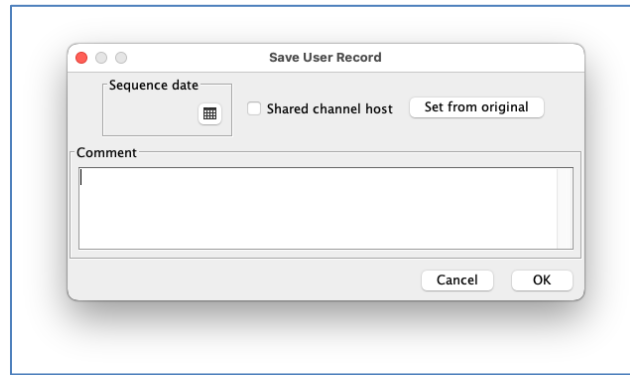 Save User Record
Sequence date
Shared channel host
Set from original
Comment
Cancel
OK